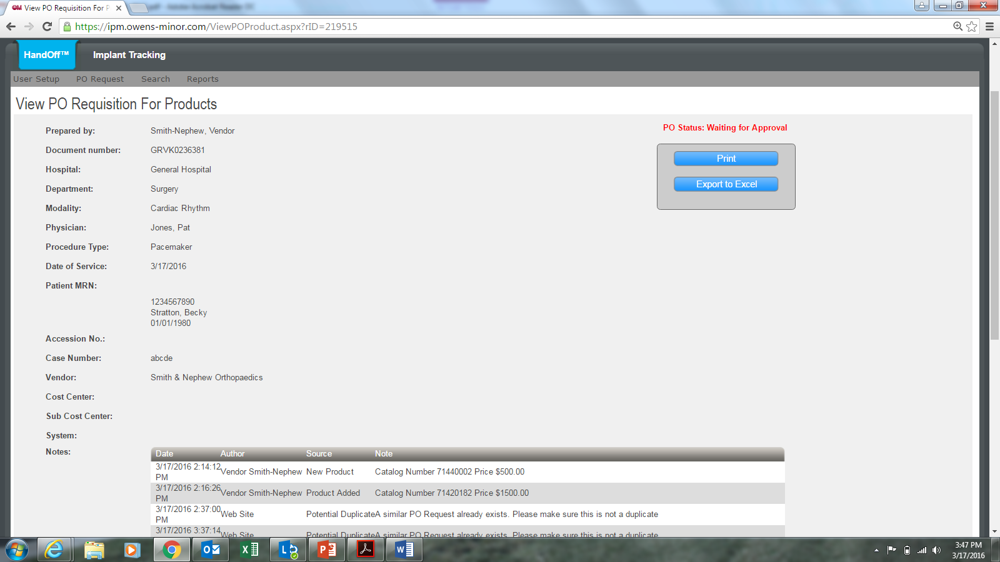 OM View PO Requisition For P
https://ipm.owens-minor.com/ViewPOProduct.aspx?rID=219515
HandOff™ Implant Tracking
User Setup PO Request Search Reports
View PO Requisition For Products
Prepared by: Smith-Nephew, Vendor
PO Status: Waiting for Approval
Document number: GRVK0236381
Print
Hospital: General Hospital
Export to Excel
Department: Surgery
Modality: Cardiac Rhythm
Physician: Jones, Pat
Procedure Type: Pacemaker
Date of Service: 3/17/2016
Patient MRN:
1234567890
Stratton, Becky
01/01/1980
Accession No.:
Case Number: abcde
Vendor: Smith & Nephew Orthopaedics
Cost Center:
Sub Cost Center:
System:
Notes:
Date Author Source Note
3/17/2016 2:14:12 PM Vendor Smith-Nephew New Product Catalog Number 71440002 Price $500.00
3/17/2016 2:16:26 PM Vendor Smith-Nephew Product Added Catalog Number 71420182 Price $1500.00
3/17/2016 2:37:00 PM Web Site Potential Duplicate A similar PO Request already exists. Please make sure this is not a duplicate
3/17/2016 3:37:14 Web Site Potential Duplicate A similar PO Request already exists. Please make sure this is not a duplicate
3:47 PM
3/17/2016